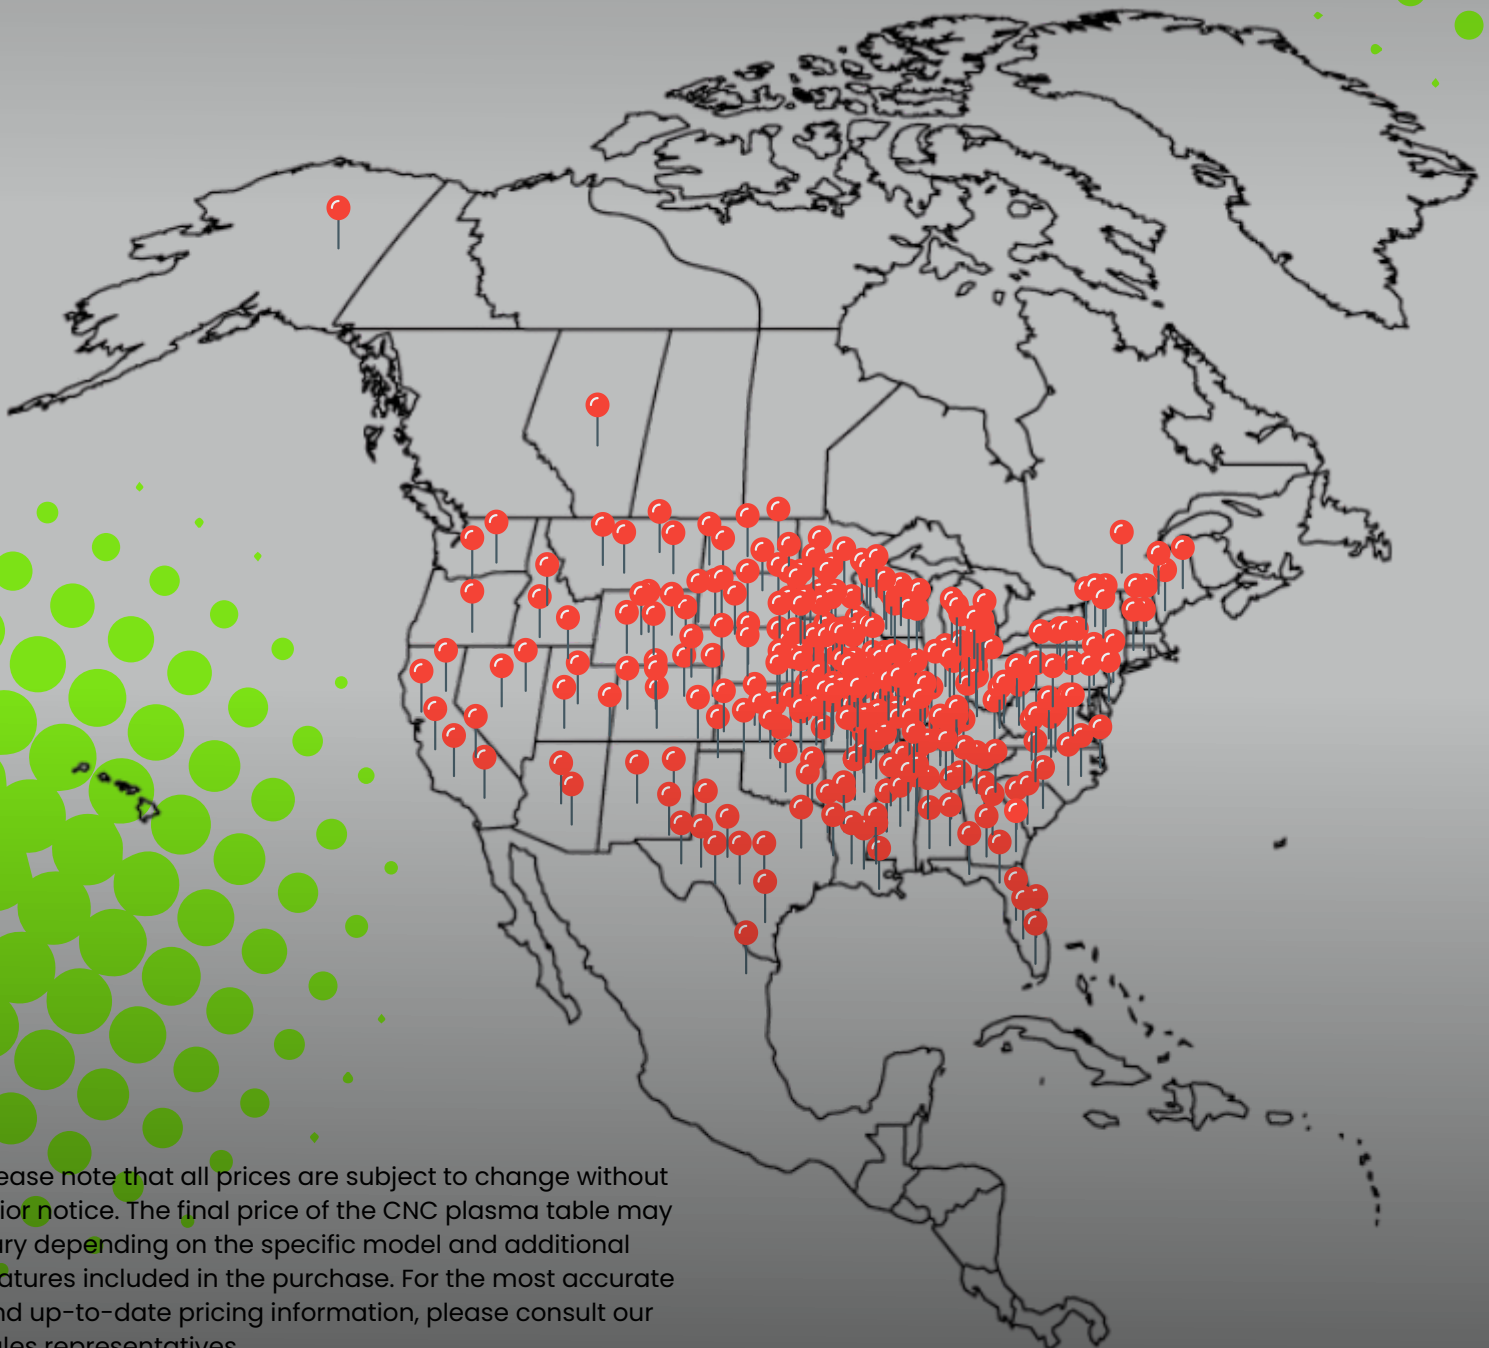 ease note that all prices are subject to change without
ior notice. The final price of the CNC plasma table may
ary depending on the specific model and additional
atures included in the purchase. For the most accurate
nd up-to-date pricing information, please consult our
les representatives